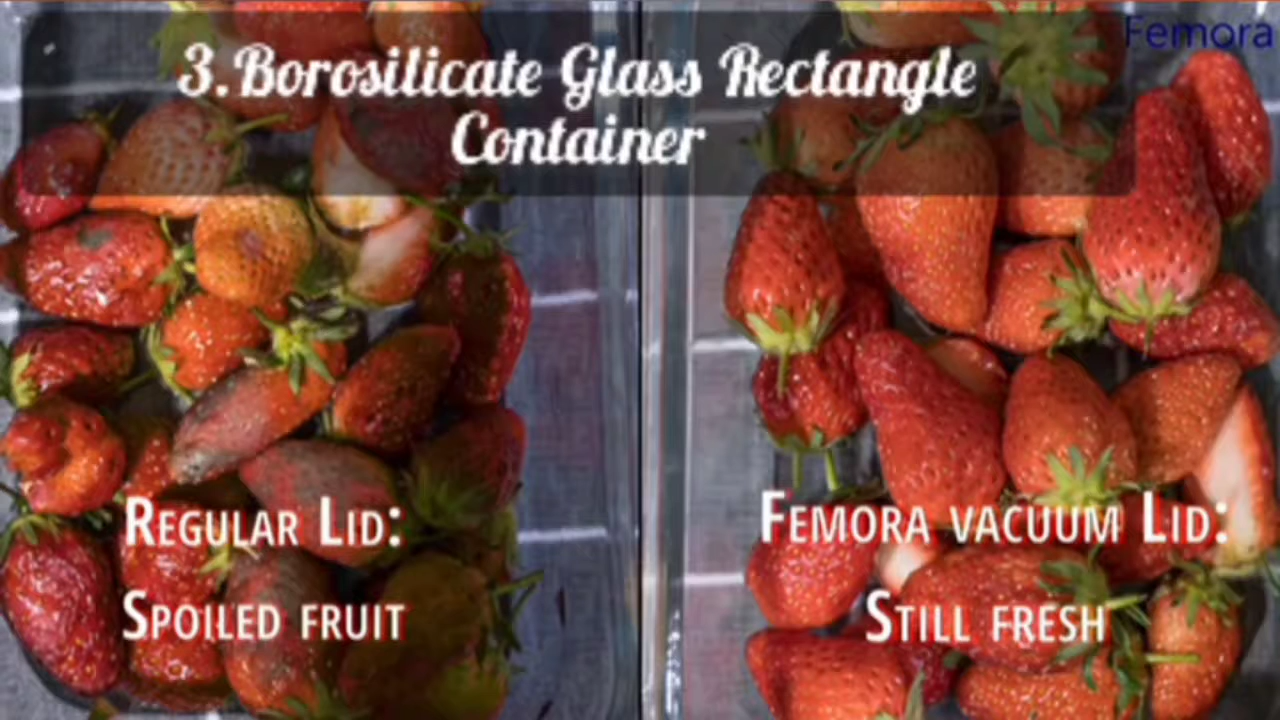 Femora
3. Borosilicate Glass Rectangle
Container
Regular Lid:
Spoiled fruit
Femora vacuum Lid:
Still fresh